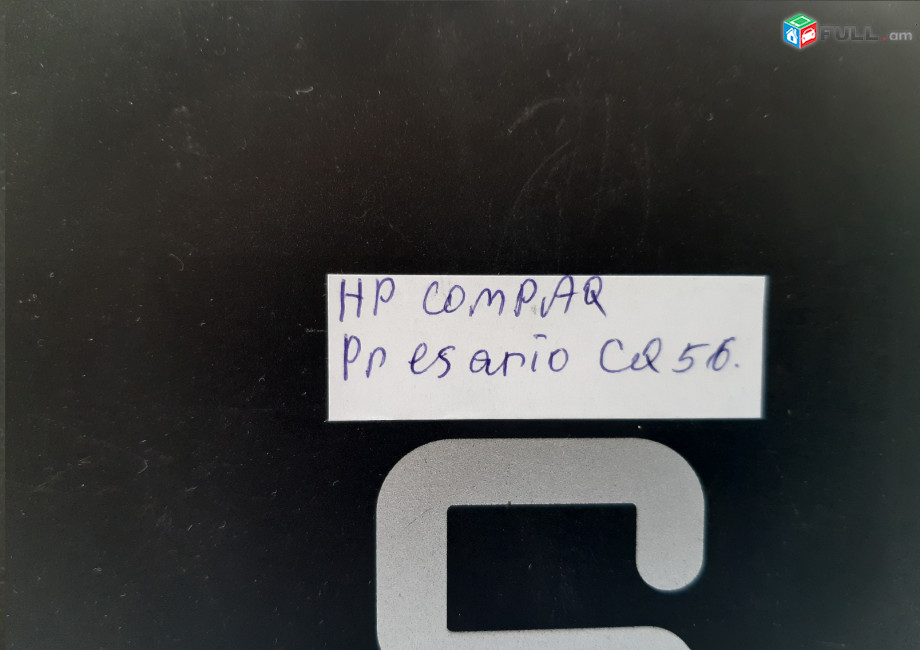 FULL.am
HP COMPAQ
Presario CQ56.